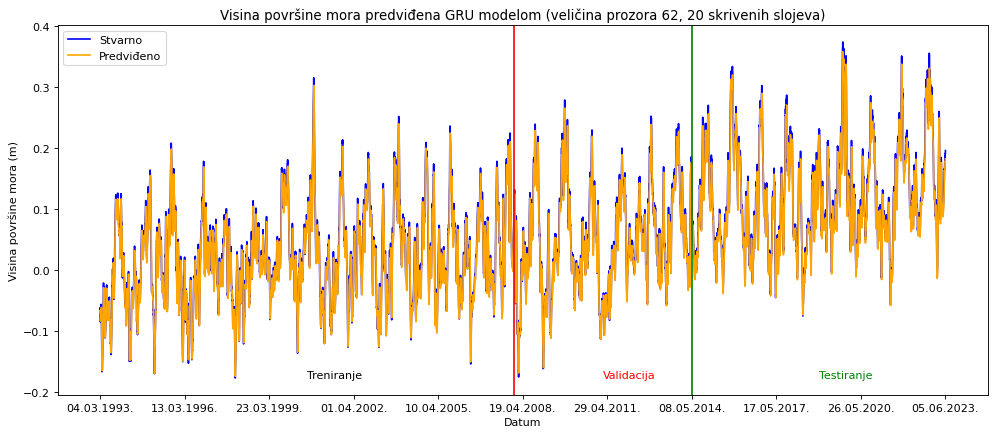 Visina površine mora predviđena GRU modelom (veličina prozora 62, 20 skrivenih slojeva)
Stvarno
Predviđeno
Visina površine mora (m)
0.4
0.3
0.2
0.1
0.0
−0.1
−0.2
Treniranje
Validacija
Testiranje
04.03.1993.
13.03.1996.
23.03.1999.
01.04.2002.
10.04.2005.
19.04.2008.
29.04.2011.
08.05.2014.
17.05.2017.
26.05.2020.
05.06.2023.
Datum